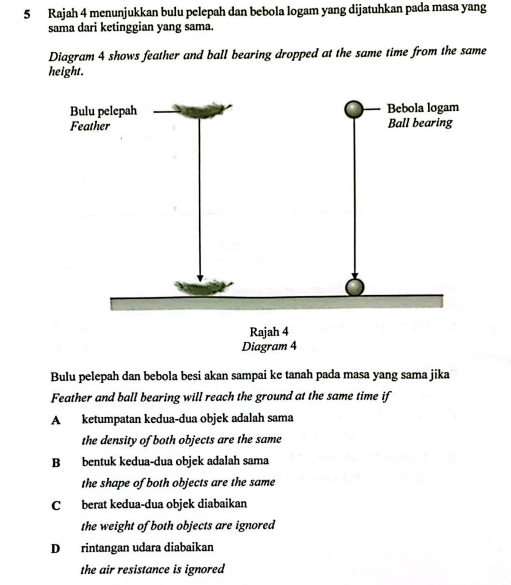 5 Rajah 4 menunjukkan bulu pelepah dan bebola logam yang dijatuhkan pada masa yang
sama dari ketinggian yang sama.
Diagram 4 shows feather and ball bearing dropped at the same time from the same
height.
Bulu pelepah
Feather
Bebola logam
Ball bearing
Rajah 4
Diagram 4
Bulu pelepah dan bebola besi akan sampai ke tanah pada masa yang sama jika
Feather and ball bearing will reach the ground at the same time if
A ketumpatan kedua-dua objek adalah sama
the density of both objects are the same
B bentuk kedua-dua objek adalah sama
the shape of both objects are the same
C berat kedua-dua objek diabaikan
the weight of both objects are ignored
D rintangan udara diabaikan
the air resistance is ignored